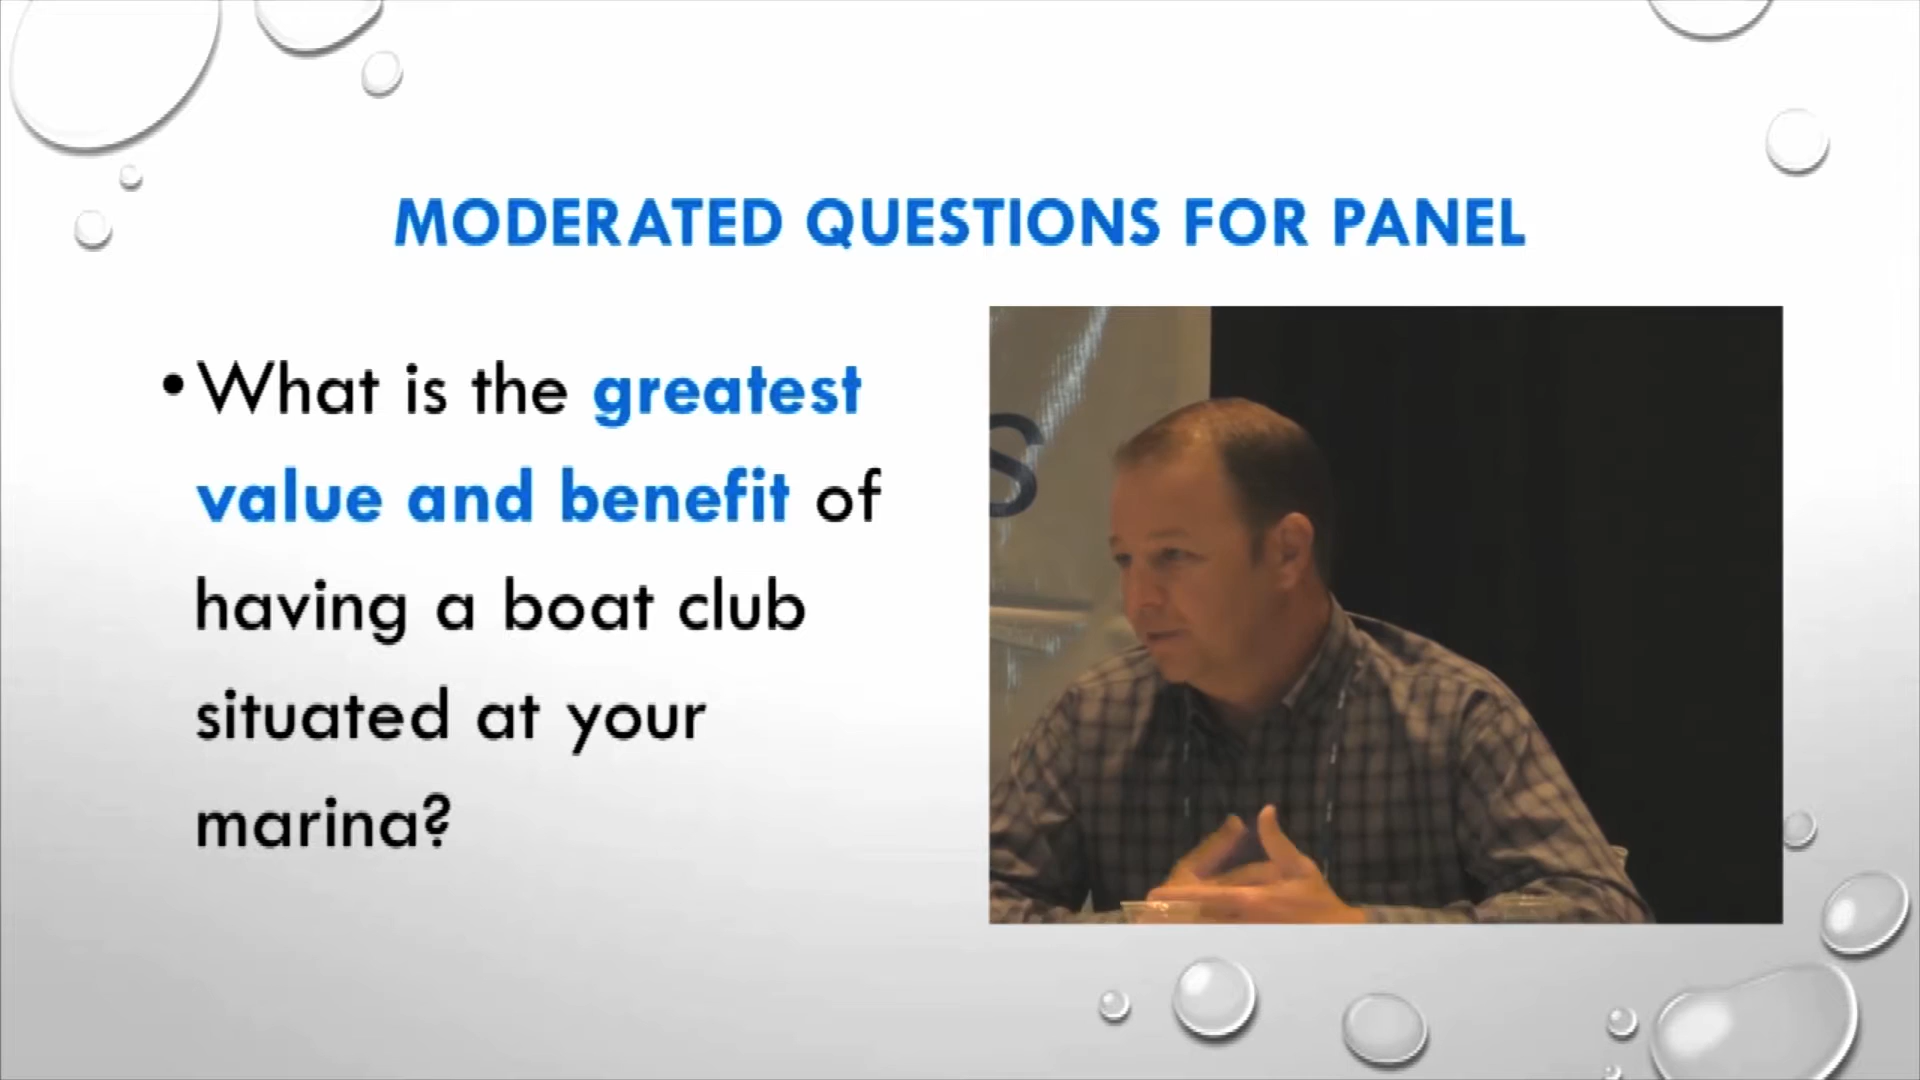 MODERATED QUESTIONS FOR PANEL
• What is the greatest
value and benefit of
having a boat club
situated at your
marina?
S